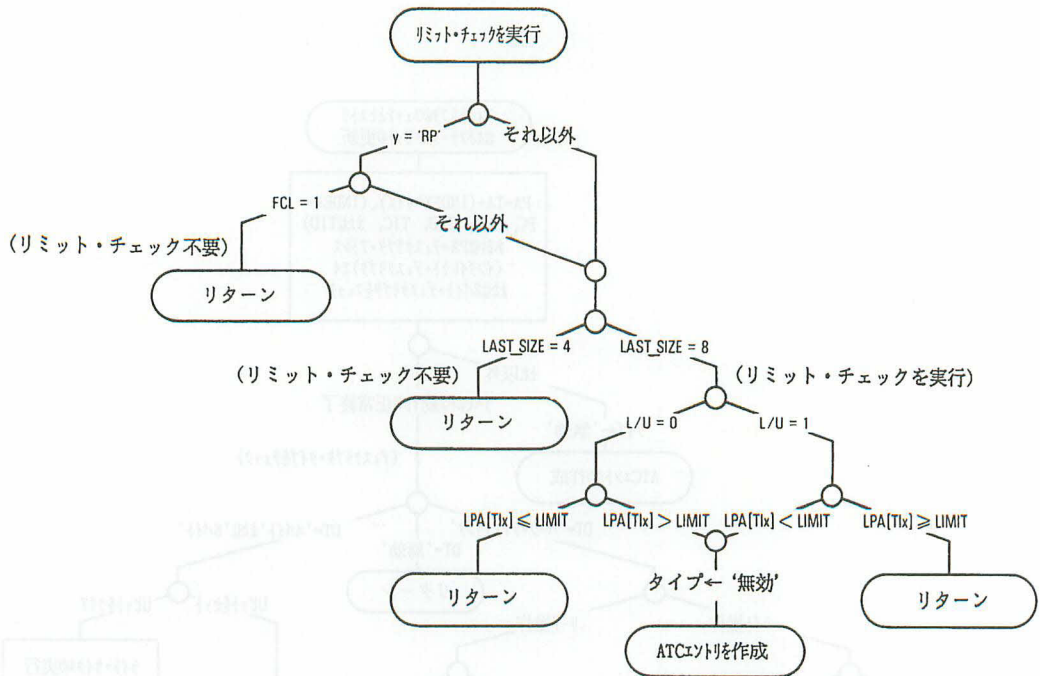 リミット・チェックを実行
y = 'RP'
それ以外
FCL = 1
それ以外
(リミット・チェック不要)
リターン
LAST_SIZE = 4
LAST_SIZE = 8
(リミット・チェック不要)
(リミット・チェックを実行)
リターン
L/U = 0
L/U = 1
LPA[TIx] ≦ LIMIT
LPA[TIx] > LIMIT
LPA[TIx] < LIMIT
LPA[TIx] ≧ LIMIT
リターン
タイプ← '無効'
リターン
ATCエントリを作成